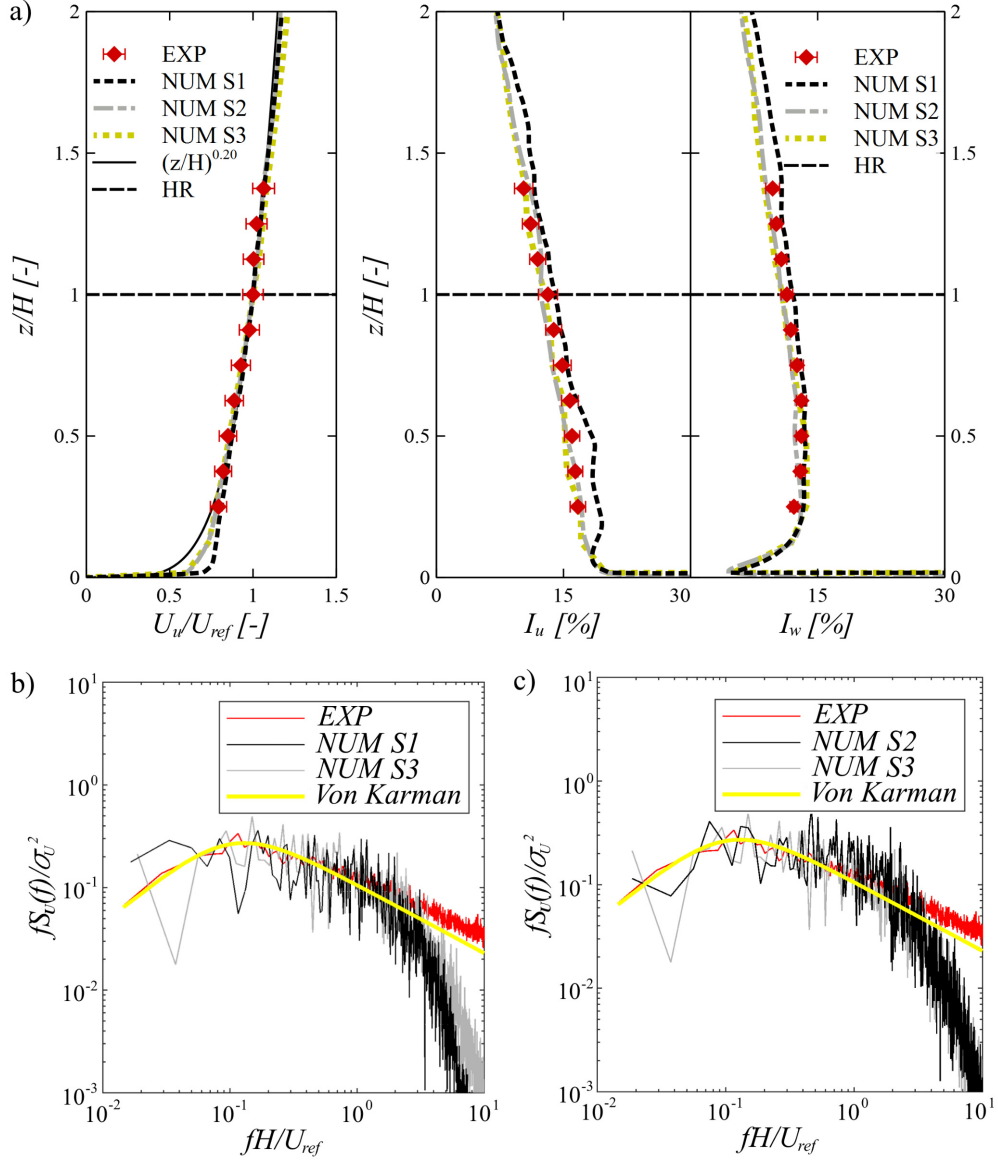 a)
2
1.5
1
0.5
0
z/H [-]
EXP
NUM S1
NUM S2
NUM S3
(z/H)^0.20
HR
0 0.5 1 1.5
U_u/U_ref [-]
2
1.5
1
0.5
0
z/H [-]
15 30
I_u [%]
EXP
NUM S1
NUM S2
NUM S3
HR
2
1.5
1
0.5
0
15 30
I_w [%]
b)
10^1
10^0
10^-1
10^-2
10^-3
fS_U(f)/σ_U^2
EXP
NUM S1
NUM S3
Von Karman
10^-2 10^-1 10^0 10^1
fH/U_ref
c)
10^1
10^0
10^-1
10^-2
10^-3
fS_U(f)/σ_U^2
EXP
NUM S2
NUM S3
Von Karman
10^-2 10^-1 10^0 10^1
fH/U_ref